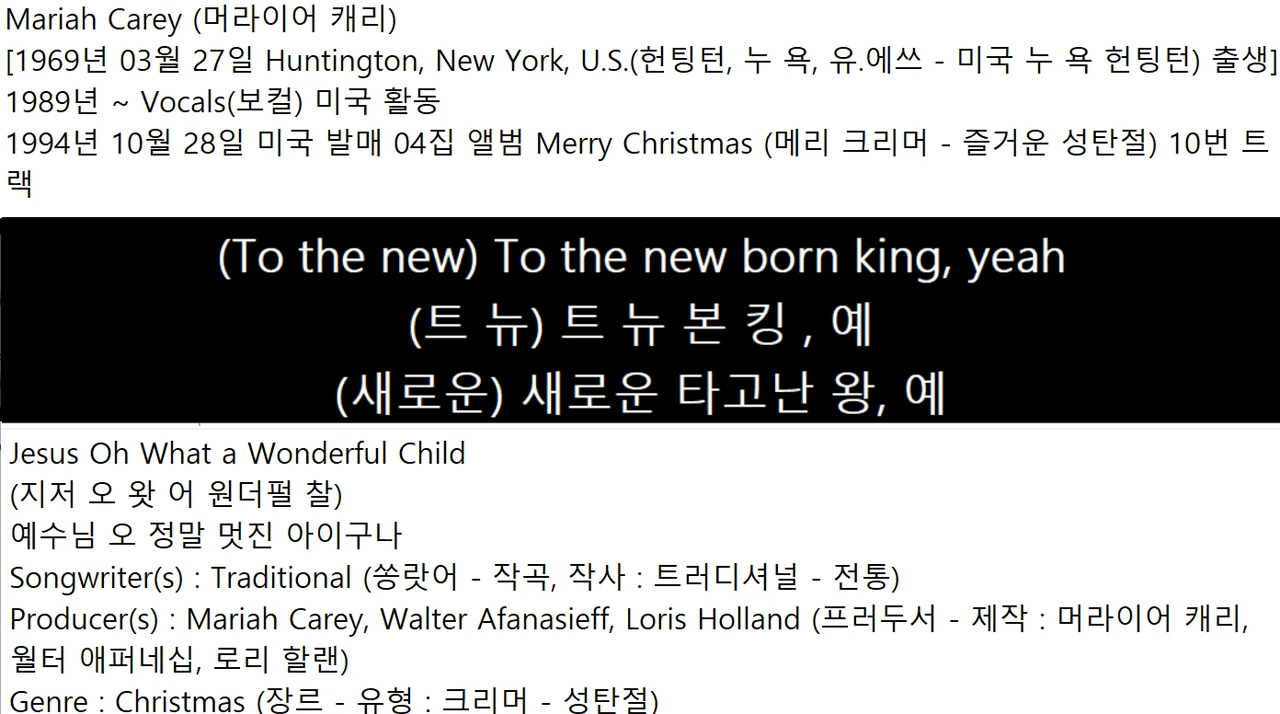 Mariah Carey (머라이어 캐리)
[1969년 03월 27일 Huntington, New York, U.S.(헌팅턴, 누 욕, 유.에쓰 - 미국 누 욕 헌팅턴) 출생]
1989년 ~ Vocals(보컬) 미국 활동
1994년 10월 28일 미국 발매 04집 앨범 Merry Christmas (메리 크리머 - 즐거운 성탄절) 10번 트
랙
(To the new) To the new born king, yeah
(트 뉴) 트 뉴 본 킹 , 예
(새로운) 새로운 타고난 왕, 예
Jesus Oh What a Wonderful Child
(지저 오 왓 어 원더펄 찰)
예수님 오 정말 멋진 아이구나
Songwriter(s) : Traditional (쏭랏어 - 작곡, 작사 : 트러디셔널 - 전통)
Producer(s) : Mariah Carey, Walter Afanasieff, Loris Holland (프러두서 - 제작 : 머라이어 캐리,
월터 애퍼네십, 로리 할랜)
Genre : Christmas (장르 - 유형 : 크리머 - 성탄절)